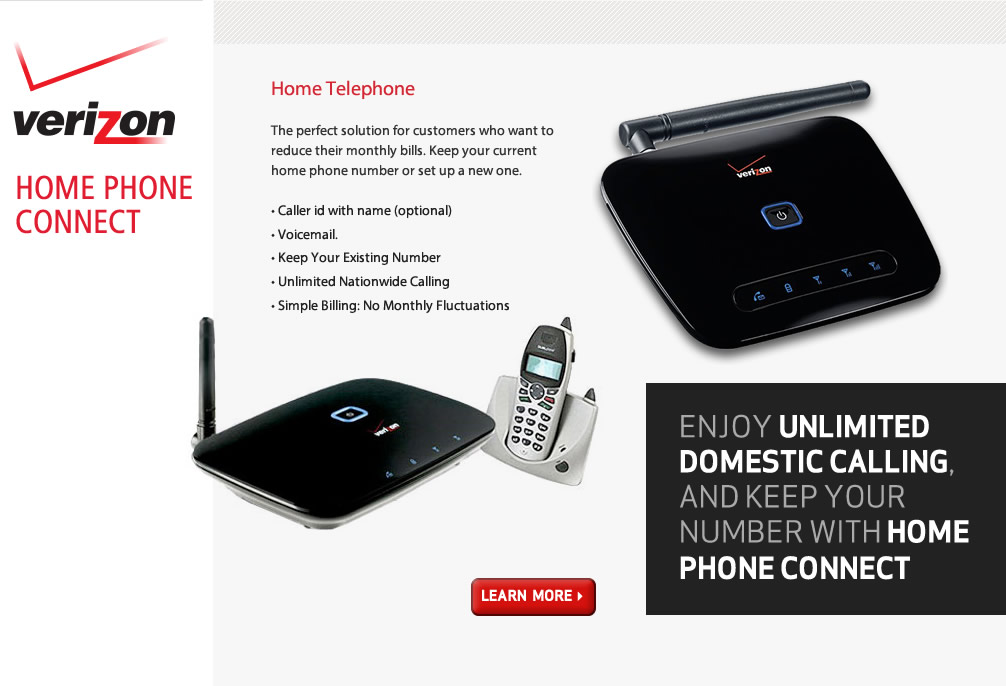 verizon
HOME PHONE
CONNECT
Home Telephone
The perfect solution for customers who want to
reduce their monthly bills. Keep your current
home phone number or set up a new one.
• Caller id with name (optional)
• Voicemail.
• Keep Your Existing Number
• Unlimited Nationwide Calling
• Simple Billing: No Monthly Fluctuations
verizon
verizon
LEARN MORE
ENJOY UNLIMITED
DOMESTIC CALLING,
AND KEEP YOUR
NUMBER WITH HOME
PHONE CONNECT